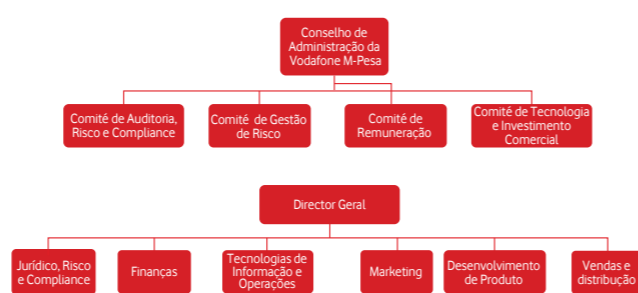 Conselho de
Administração da
Vodafone M-Pesa
Comité de Auditoria,
Risco e Compliance
Comité de Gestão
de Risco
Comité de
Remuneração
Comité de Tecnologia
e Investimento
Comercial
Director Geral
Jurídico, Risco
e Compliance
Finanças
Tecnologias de
Informação e
Operações
Marketing
Desenvolvimento
de Produto
Vendas e
distribuição